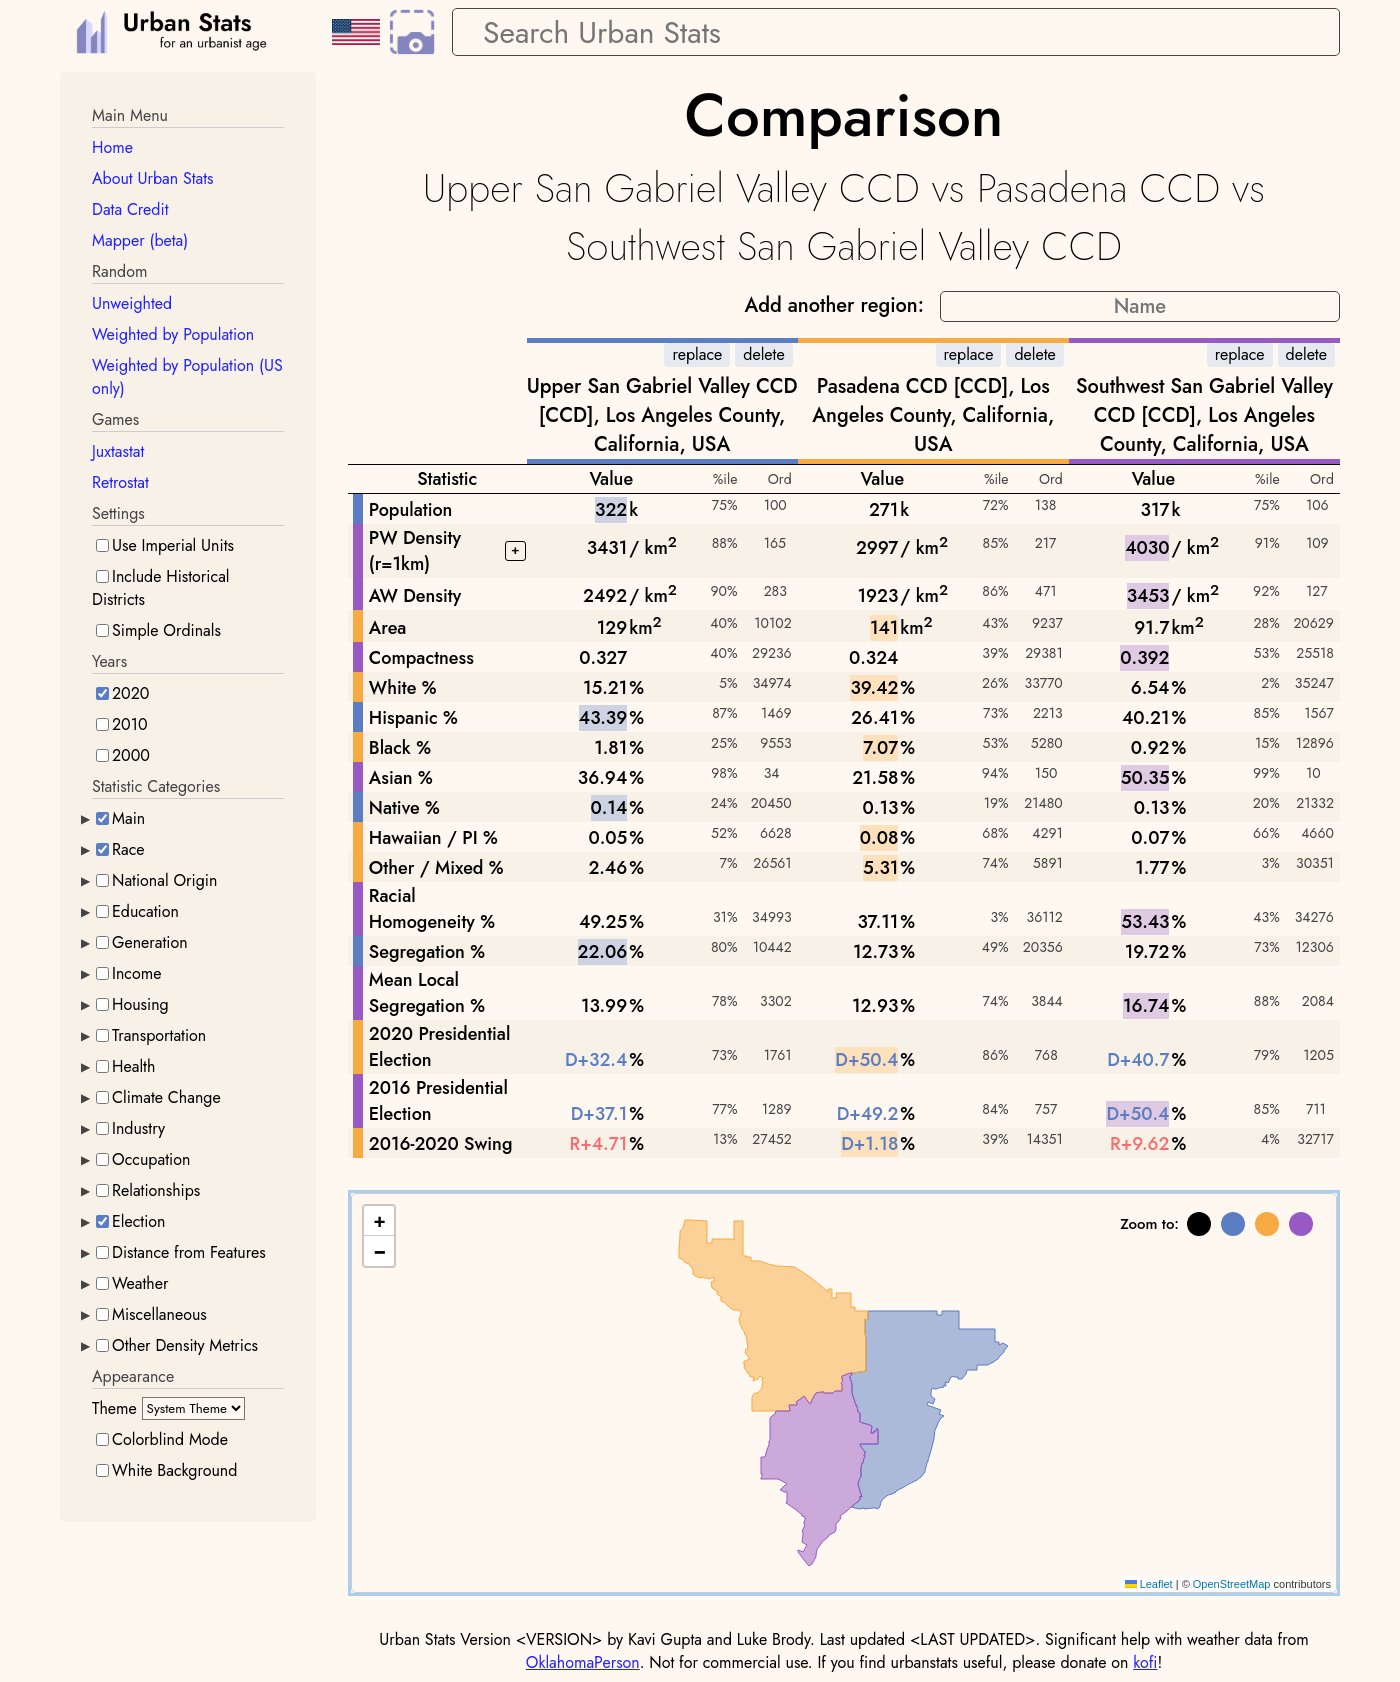 Urban Stats
for an urbanist age
Search Urban Stats
Main Menu
Home
About Urban Stats
Data Credit
Mapper (beta)
Random
Unweighted
Weighted by Population
Weighted by Population (US
only)
Games
Juxtastat
Retrostat
Settings
Use Imperial Units
Include Historical
Districts
Simple Ordinals
Years
2020
2010
2000
Statistic Categories
Main
Race
National Origin
Education
Generation
Income
Housing
Transportation
Health
Climate Change
Industry
Occupation
Relationships
Election
Distance from Features
Weather
Miscellaneous
Other Density Metrics
Appearance
Theme System Theme
Colorblind Mode
White Background
Comparison
Upper San Gabriel Valley CCD vs Pasadena CCD vs
Southwest San Gabriel Valley CCD
Add another region: Name
replace delete replace delete replace delete
Upper San Gabriel Valley CCD
[CCD], Los Angeles County,
California, USA
Pasadena CCD [CCD], Los
Angeles County, California,
USA
Southwest San Gabriel Valley
CCD [CCD], Los Angeles
County, California, USA
Statistic Value %ile Ord Value %ile Ord Value %ile Ord
Population 322k 75% 100 271k 72% 138 317k 75% 106
PW Density
(r=1km) + 3431/ km² 88% 165 2997/ km² 85% 217 4030/ km² 91% 109
AW Density 2492/ km² 90% 283 1923/ km² 86% 471 3453/ km² 92% 127
Area 129km² 40% 10102 141km² 43% 9237 91.7km² 28% 20629
Compactness 0.327 40% 29236 0.324 39% 29381 0.392 53% 25518
White % 15.21% 5% 34974 39.42% 26% 33770 6.54% 2% 35247
Hispanic % 43.39% 87% 1469 26.41% 73% 2213 40.21% 85% 1567
Black % 1.81% 25% 9553 7.07% 53% 5280 0.92% 15% 12896
Asian % 36.94% 98% 34 21.58% 94% 150 50.35% 99% 10
Native % 0.14% 24% 20450 0.13% 19% 21480 0.13% 20% 21332
Hawaiian / PI % 0.05% 52% 6628 0.08% 68% 4291 0.07% 66% 4660
Other / Mixed % 2.46% 7% 26561 5.31% 74% 5891 1.77% 3% 30351
Racial
Homogeneity % 49.25% 31% 34993 37.11% 3% 36112 53.43% 43% 34276
Segregation % 22.06% 80% 10442 12.73% 49% 20356 19.72% 73% 12306
Mean Local
Segregation % 13.99% 78% 3302 12.93% 74% 3844 16.74% 88% 2084
2020 Presidential
Election D+32.4% 73% 1761 D+50.4% 86% 768 D+40.7% 79% 1205
2016 Presidential
Election D+37.1% 77% 1289 D+49.2% 84% 757 D+50.4% 85% 711
2016-2020 Swing R+4.71% 13% 27452 D+1.18% 39% 14351 R+9.62% 4% 32717
+
−
Zoom to:
Leaflet | © OpenStreetMap contributors
Urban Stats Version <VERSION> by Kavi Gupta and Luke Brody. Last updated <LAST UPDATED>. Significant help with weather data from
OklahomaPerson. Not for commercial use. If you find urbanstats useful, please donate on kofi!